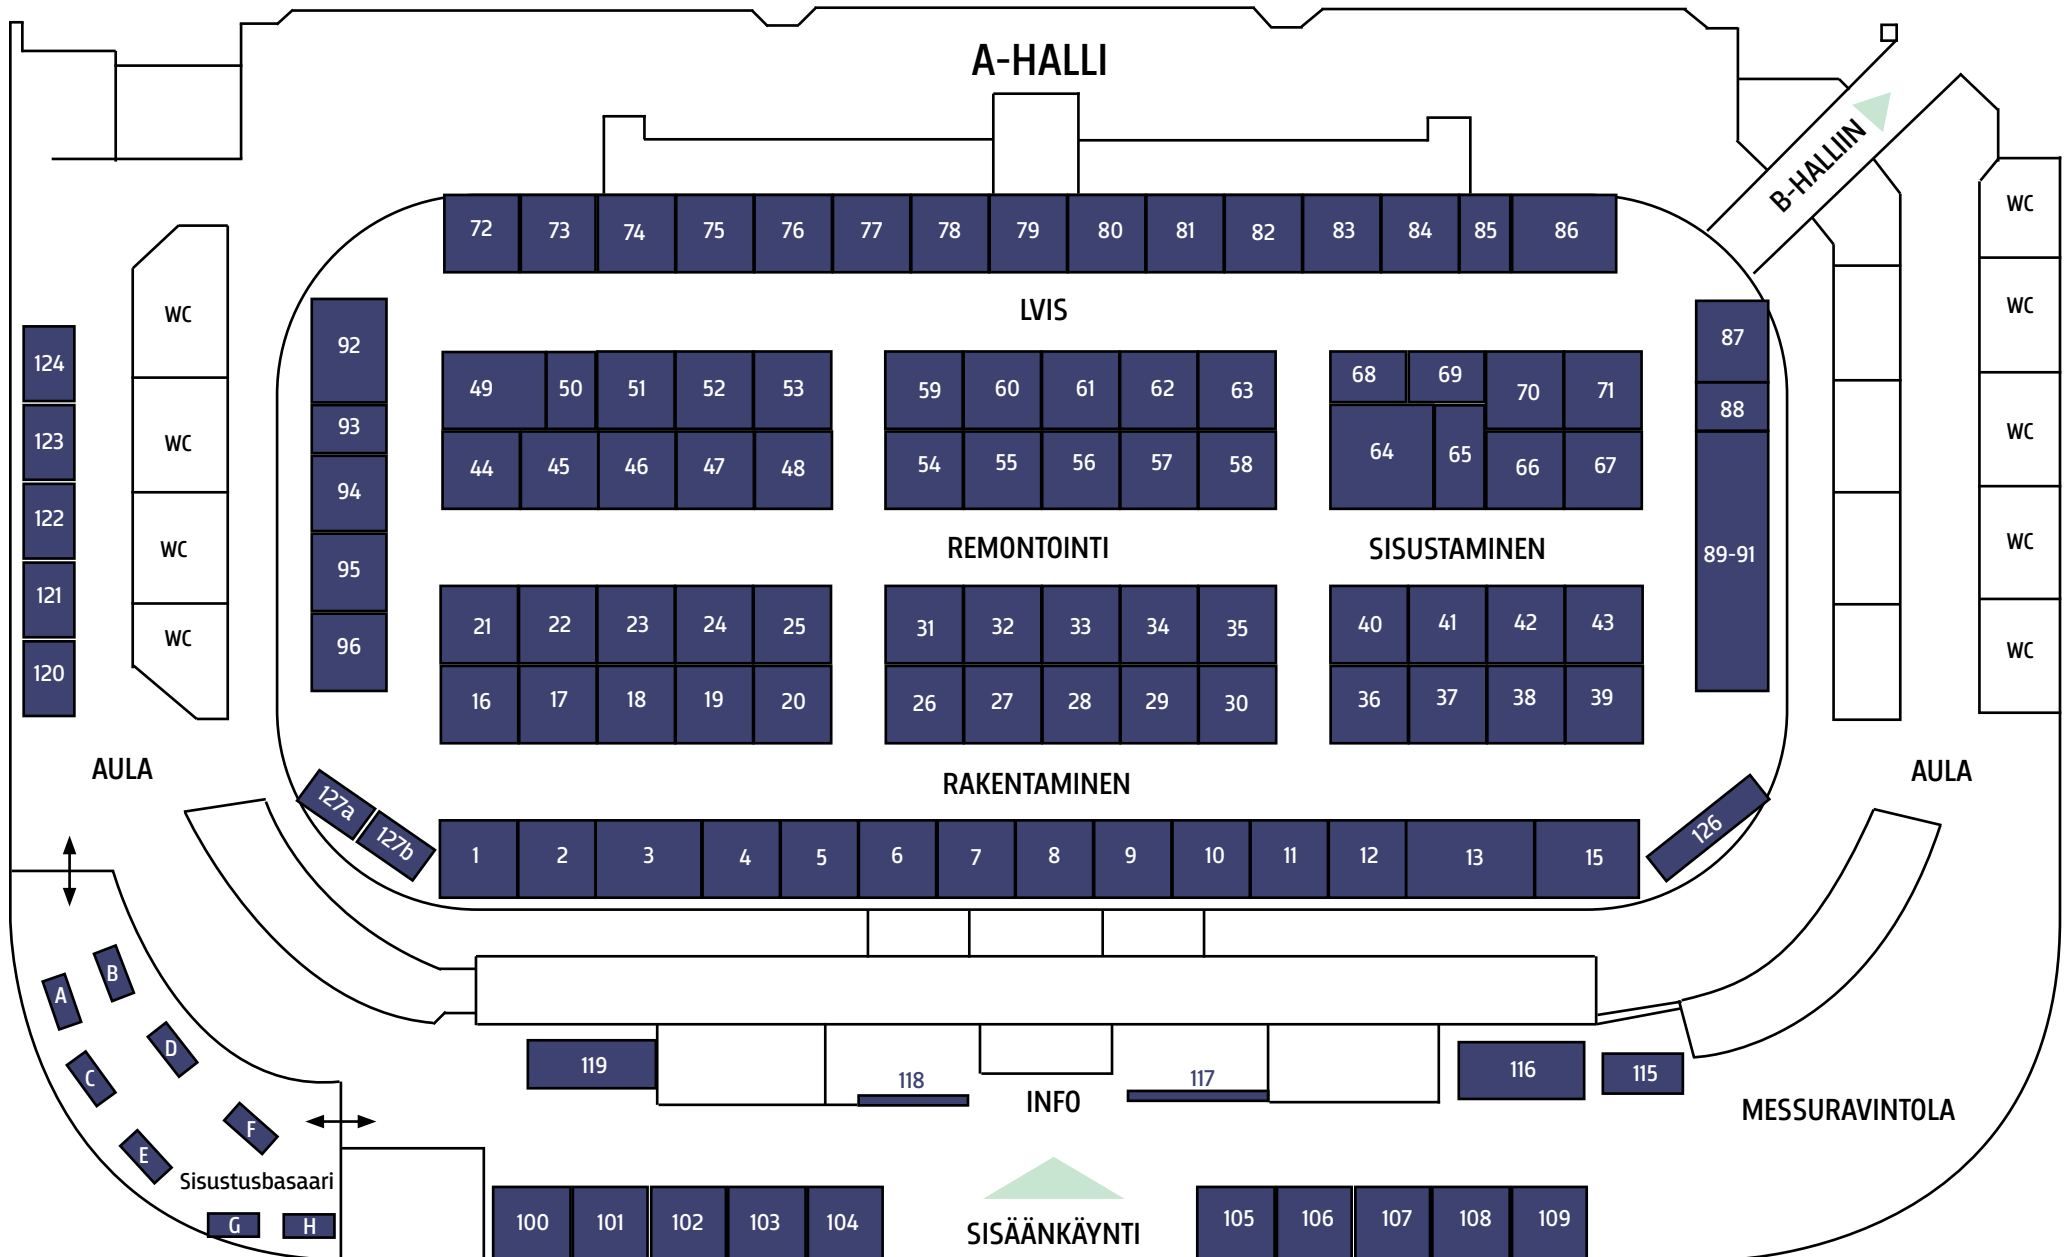 A-HALLI
B-HALLIIN
72 73 74 75 76 77 78 79 80 81 82 83 84 85 86
WC
WC
LVIS
WC
WC
124
92
87
49 50 51 52 53 59 60 61 62 63 68 69 70 71
88
123
WC
93
WC
44 45 46 47 48 54 55 56 57 58 64 65 66 67
122
94
WC
WC
REMONTOINTI
SISUSTAMINEN
89-91
121
95
21 22 23 24 25 31 32 33 34 35 40 41 42 43
WC
96
WC
120
16 17 18 19 20 26 27 28 29 30 36 37 38 39
AULA
RAKENTAMINEN
AULA
127a
127b
126
1 2 3 4 5 6 7 8 9 10 11 12 13 15
B
A
D
C
119
118
117
116
115
INFO
MESSURAVINTOLA
F
E
Sisustusbasaari
G H
100 101 102 103 104
SISÄÄNKÄYNTI
105 106 107 108 109